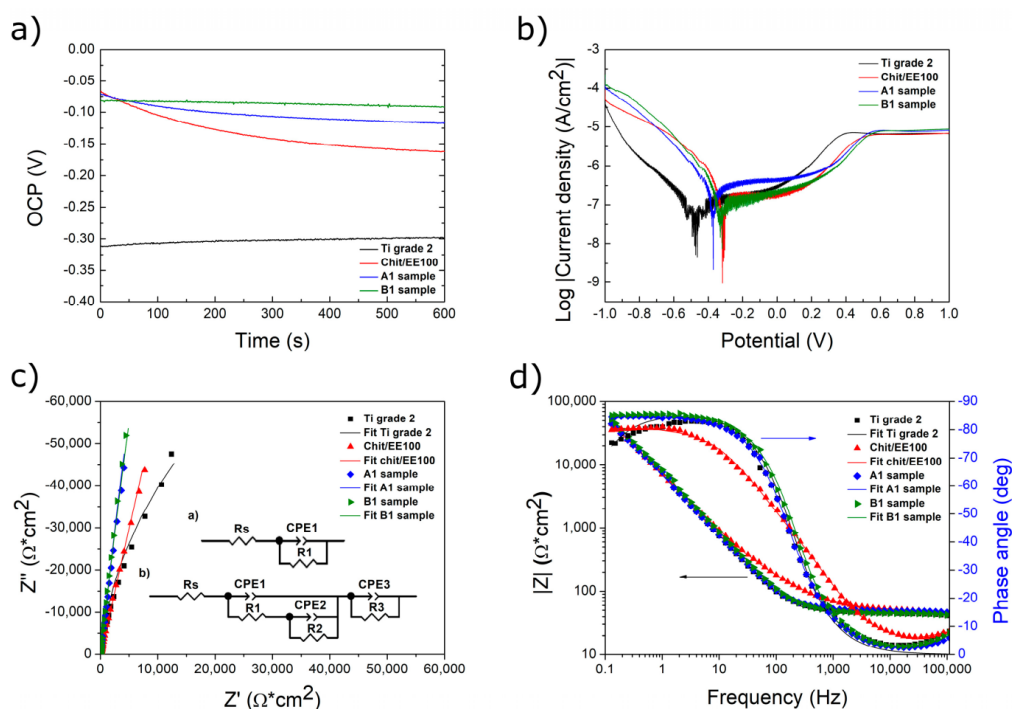 a)
0.00
-0.05
-0.10
-0.15
-0.20
-0.25
-0.30
-0.35
-0.40
OCP (V)
0 100 200 300 400 500 600
Time (s)
Ti grade 2
Chit/EE100
A1 sample
B1 sample
b)
-3
-4
-5
-6
-7
-8
-9
Log |Current density (A/cm²)|
-1.0 -0.8 -0.6 -0.4 -0.2 0.0 0.2 0.4 0.6 0.8 1.0
Potential (V)
Ti grade 2
Chit/EE100
A1 sample
B1 sample
c)
-60,000
-50,000
-40,000
-30,000
-20,000
-10,000
0
Z'' (Ω*cm2)
0 10,000 20,000 30,000 40,000 50,000 60,000
Z' (Ω*cm2)
Ti grade 2
Fit Ti grade 2
Chit/EE100
Fit chit/EE100
A1 sample
Fit A1 sample
B1 sample
Fit B1 sample
a)
Rs CPE1
R1
b)
Rs CPE1 CPE3
R1 CPE2 R3
R2
d)
100,000
10,000
1,000
100
10
|Z| (Ω*cm2)
0.1 1 10 100 1,000 10,000 100,000
Frequency (Hz)
-90
-80
-70
-60
-50
-40
-30
-20
-10
0
Phase angle (deg)
Ti grade 2
Fit Ti grade 2
Chit/EE100
Fit chit/EE100
A1 sample
Fit A1 sample
B1 sample
Fit B1 sample